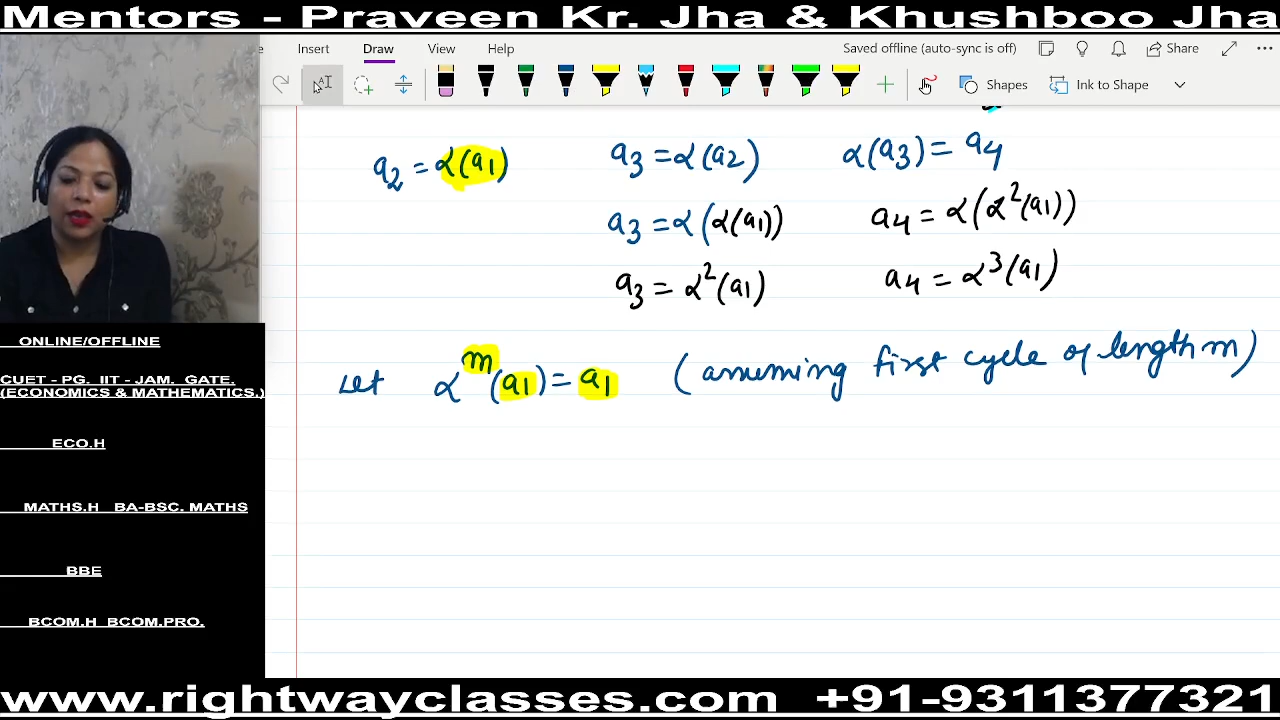 Mentors - Praveen Kr. Jha & Khushboo Jha
Insert Draw View Help Saved offline (auto-sync is off) Share
Shapes Ink to Shape
a₂ = α(a₁) a₃ = α(a₂) α(a₃) = a₄
a₃ = α(α(a₁)) a₄ = α(α²(a₁))
a₃ = α²(a₁) a₄ = α³(a₁)
Let αᵐ(a₁) = a₁ (assuming first cycle of length m)
ONLINE/OFFLINE
CUET - PG. IIT - JAM. GATE.
(ECONOMICS & MATHEMATICS.)
ECO.H
MATHS.H BA-BSC. MATHS
BBE
BCOM.H BCOM.PRO.
www.rightwayclasses.com +91-9311377321